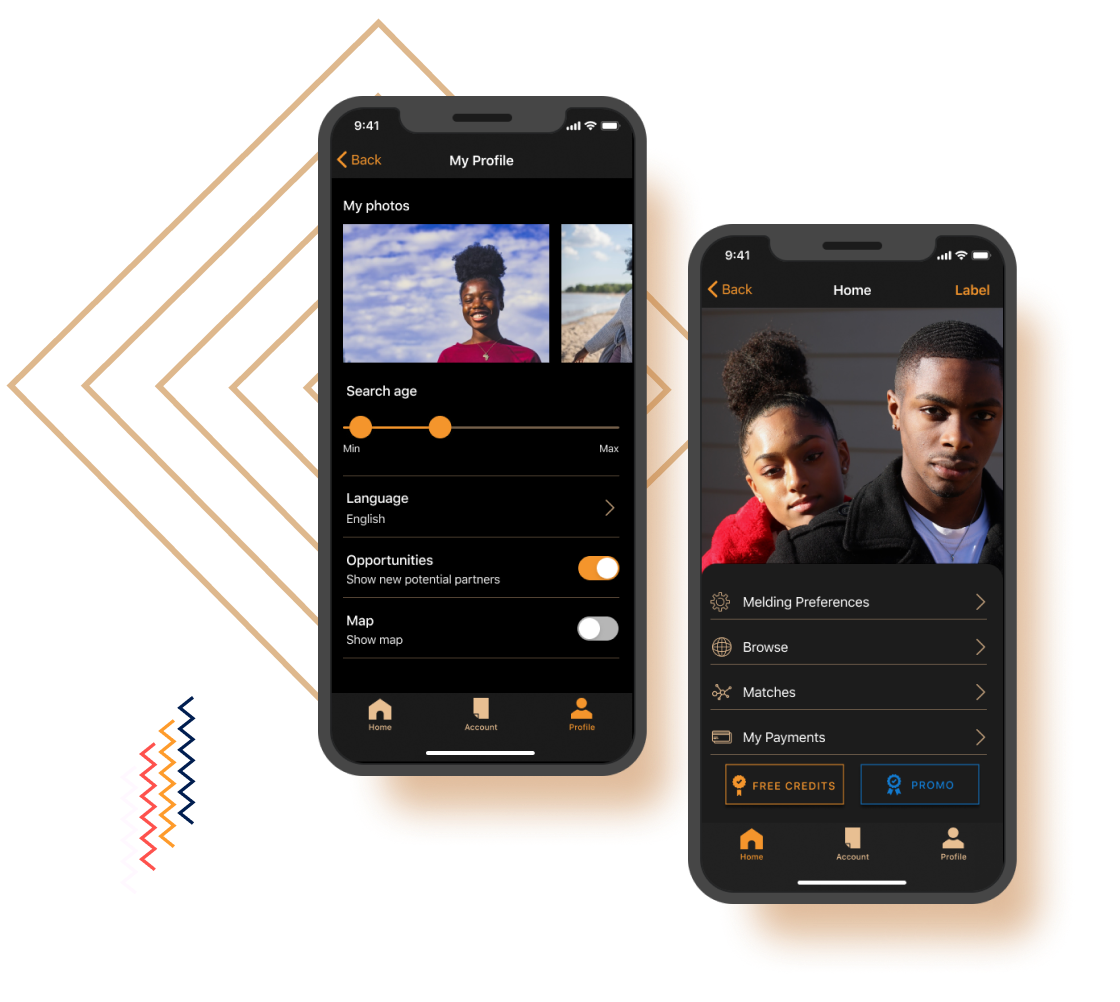 9:41
Back
My Profile
My photos
Search age
Min
Max
Language
English
Opportunities
Show new potential partners
Map
Show map
Home
Account
Profile
9:41
Back
Home
Label
Melding Preferences
Browse
Matches
My Payments
FREE CREDITS
PROMO
Home
Account
Profile